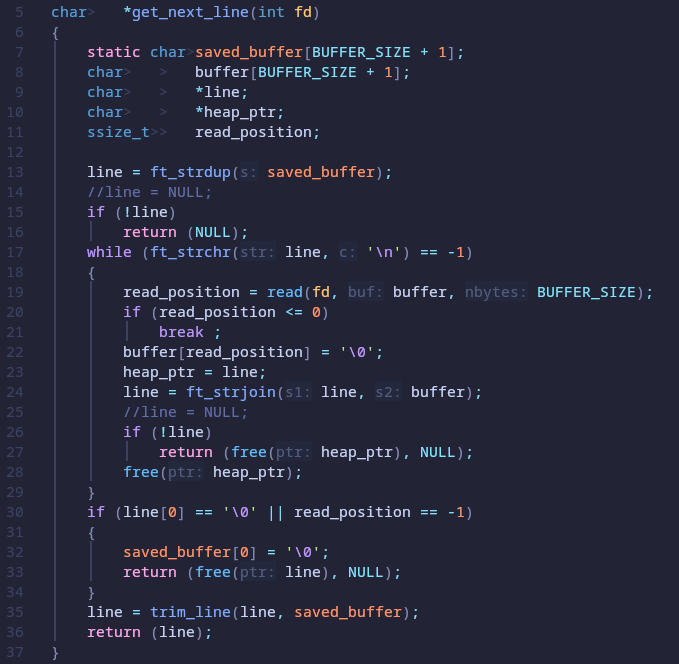 5 char> *get_next_line(int fd)
6 {
7 static char>saved_buffer[BUFFER_SIZE + 1];
8 char> > buffer[BUFFER_SIZE + 1];
9 char> > *line;
10 char> > *heap_ptr;
11 ssize_t>> read_position;
12
13 line = ft_strdup(s: saved_buffer);
14 //line = NULL;
15 if (!line)
16 return (NULL);
17 while (ft_strchr(str: line, c: '\n') == -1)
18 {
19 read_position = read(fd, buf: buffer, nbytes: BUFFER_SIZE);
20 if (read_position <= 0)
21 break ;
22 buffer[read_position] = '\0';
23 heap_ptr = line;
24 line = ft_strjoin(s1: line, s2: buffer);
25 //line = NULL;
26 if (!line)
27 return (free(ptr: heap_ptr), NULL);
28 free(ptr: heap_ptr);
29 }
30 if (line[0] == '\0' || read_position == -1)
31 {
32 saved_buffer[0] = '\0';
33 return (free(ptr: line), NULL);
34 }
35 line = trim_line(line, saved_buffer);
36 return (line);
37 }